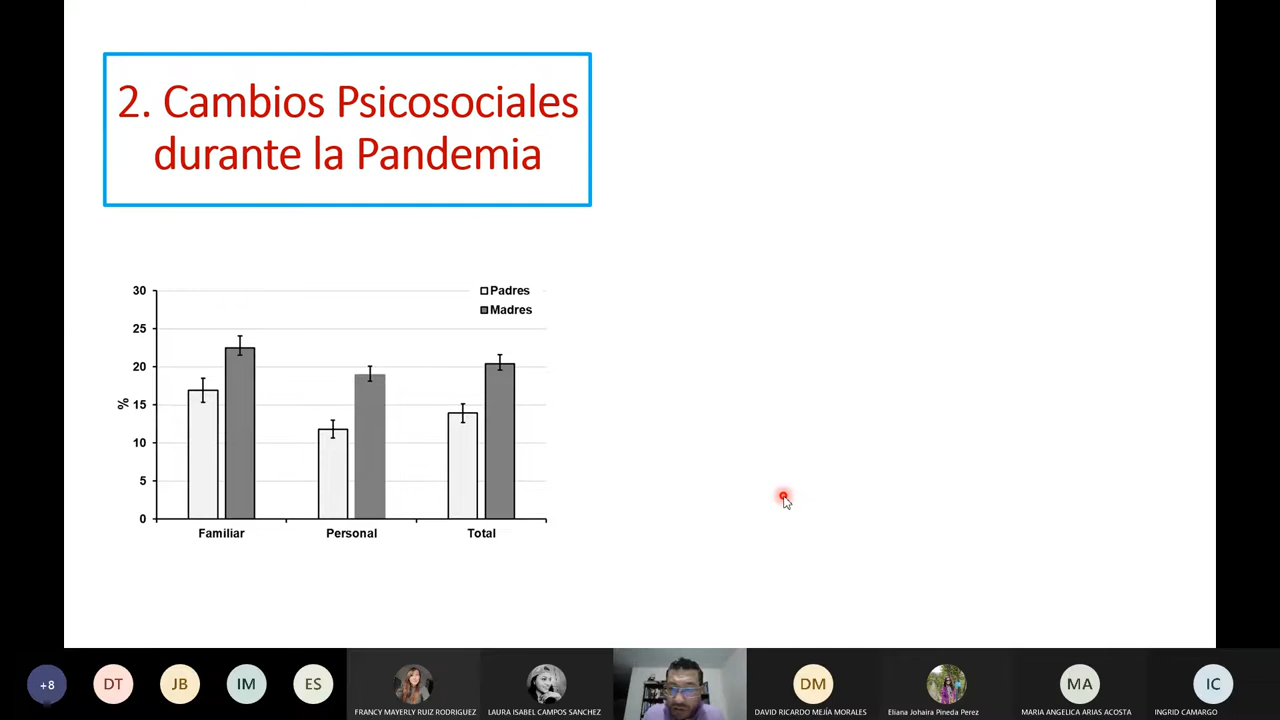 2. Cambios Psicosociales
durante la Pandemia
30
25
20
15
10
5
0
%
Padres
Madres
Familiar Personal Total
+8 DT JB IM ES DM MA IC
FRANCY MAYERLY RUIZ RODRIGUEZ LAURA ISABEL CAMPOS SANCHEZ DAVID RICARDO MEJÍA MORALES Eliana Johaira Pineda Perez MARIA ANGELICA ARIAS ACOSTA INGRID CAMARGO